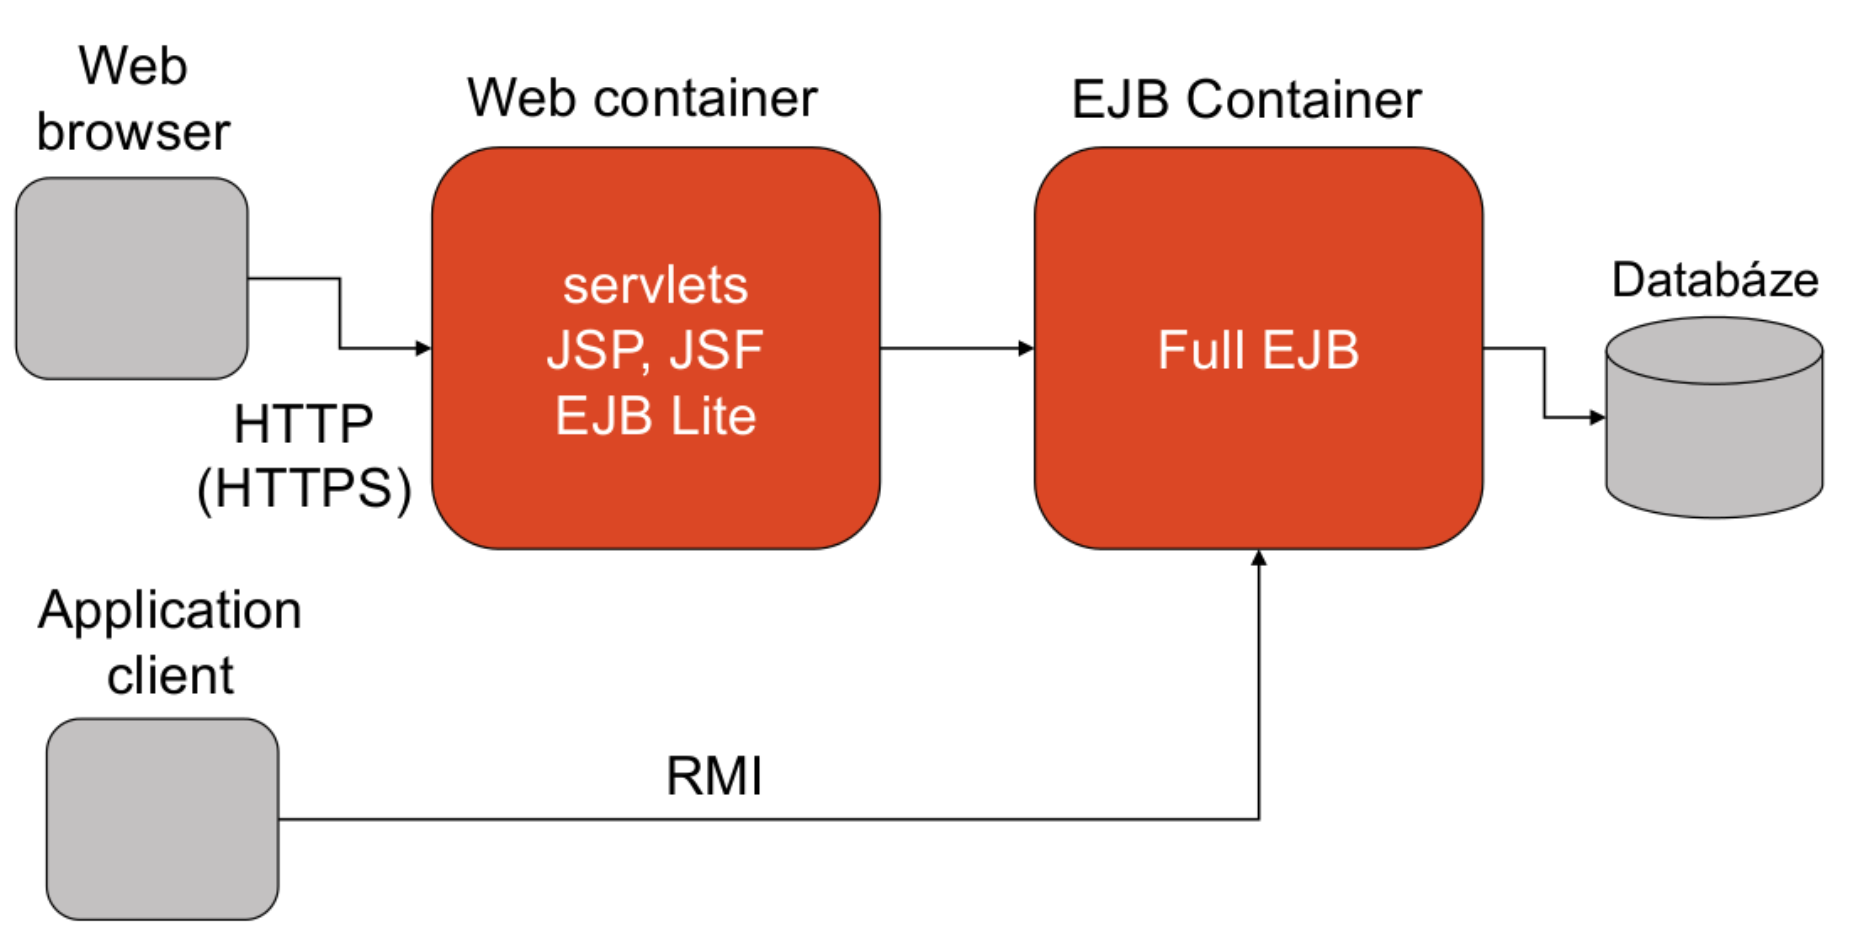 Web
browser
Web container
EJB Container
servlets
JSP, JSF
EJB Lite
Full EJB
Databáze
HTTP
(HTTPS)
Application
client
RMI